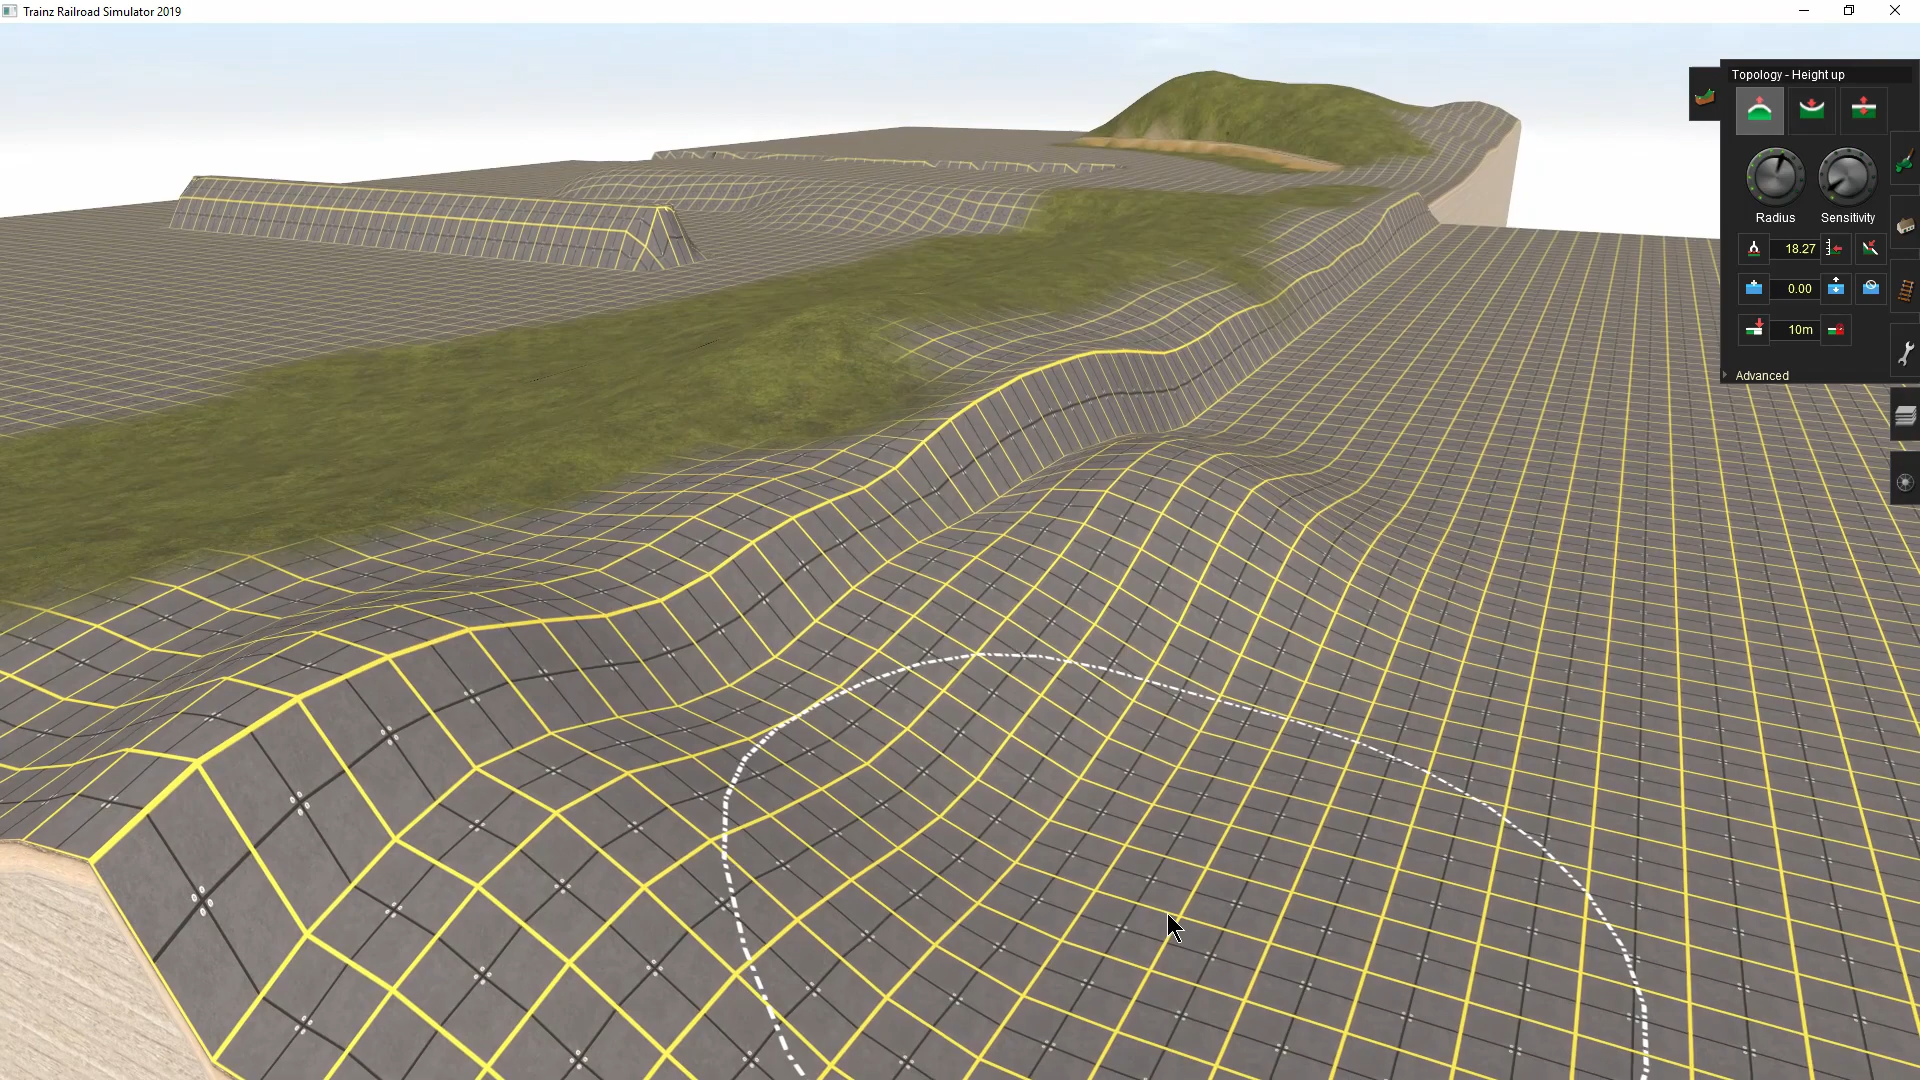 Trainz Railroad Simulator 2019
Topology - Height up
Radius Sensitivity
18.27
0.00
10m
Advanced